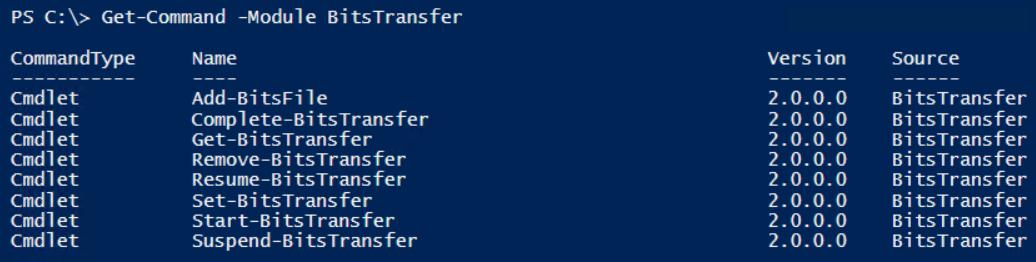 PS C:\> Get-Command -Module BitsTransfer
CommandType Name Version Source
----------- ---- ------- ------
Cmdlet Add-BitsFile 2.0.0.0 BitsTransfer
Cmdlet Complete-BitsTransfer 2.0.0.0 BitsTransfer
Cmdlet Get-BitsTransfer 2.0.0.0 BitsTransfer
Cmdlet Remove-BitsTransfer 2.0.0.0 BitsTransfer
Cmdlet Resume-BitsTransfer 2.0.0.0 BitsTransfer
Cmdlet Set-BitsTransfer 2.0.0.0 BitsTransfer
Cmdlet Start-BitsTransfer 2.0.0.0 BitsTransfer
Cmdlet Suspend-BitsTransfer 2.0.0.0 BitsTransfer